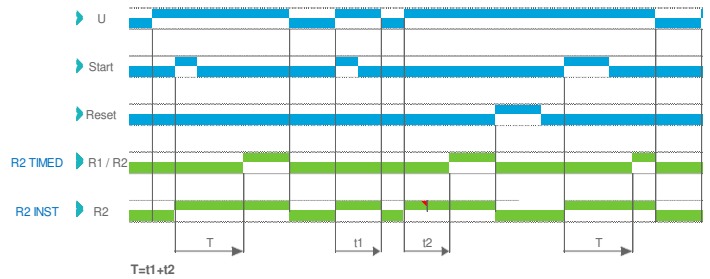 U
Start
Reset
R2 TIMED R1 / R2
R2 INST R2
T t1 t2 T
T=t1+t2